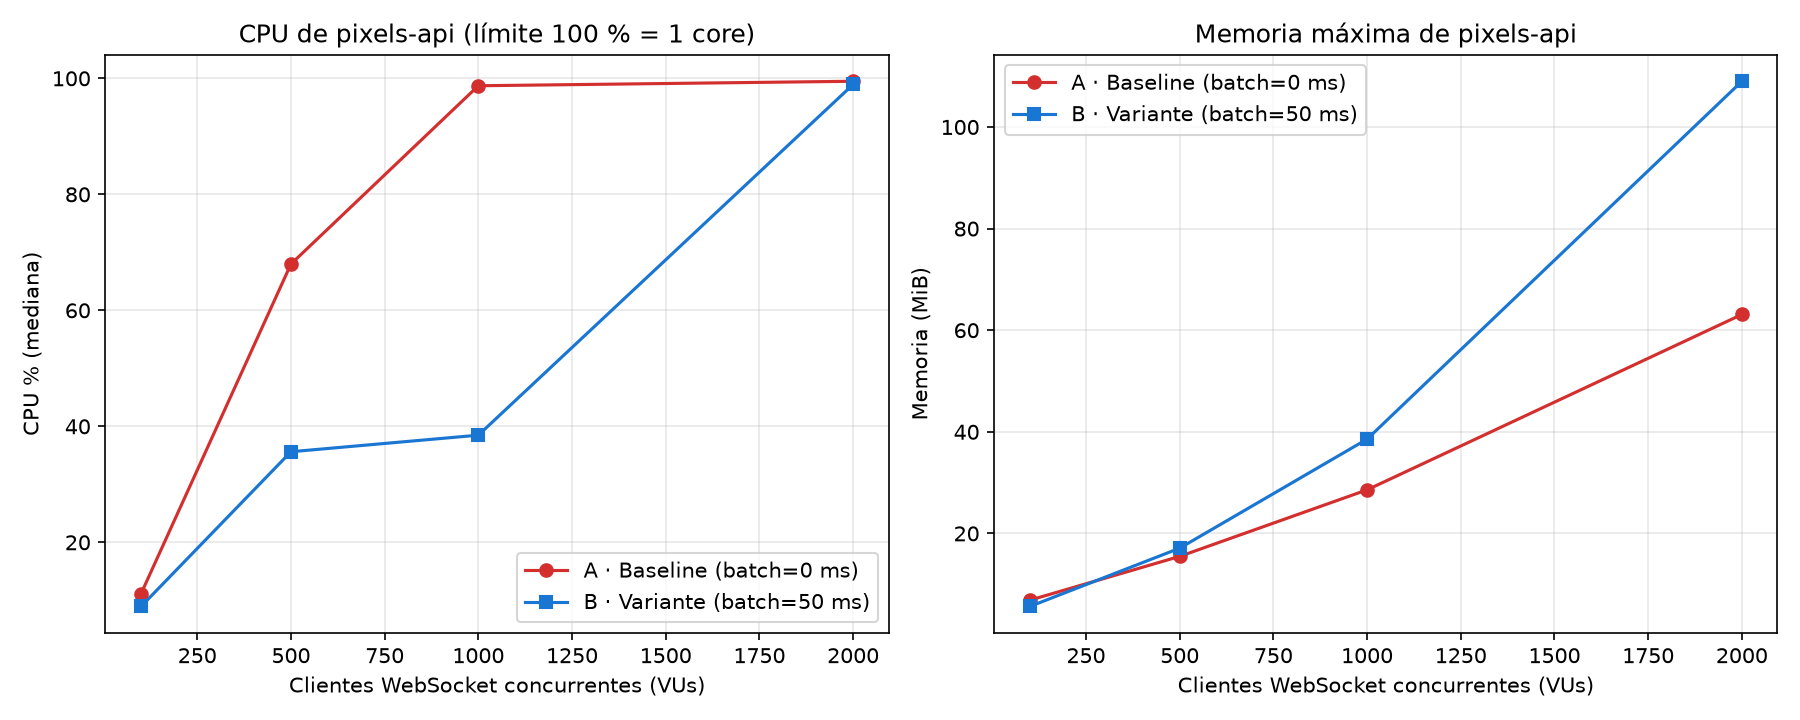 CPU de pixels-api (límite 100 % = 1 core)
CPU % (mediana)
100
80
60
40
20
A · Baseline (batch=0 ms)
B · Variante (batch=50 ms)
250 500 750 1000 1250 1500 1750 2000
Clientes WebSocket concurrentes (VUs)
Memoria máxima de pixels-api
A · Baseline (batch=0 ms)
B · Variante (batch=50 ms)
Memoria (MiB)
100
80
60
40
20
250 500 750 1000 1250 1500 1750 2000
Clientes WebSocket concurrentes (VUs)